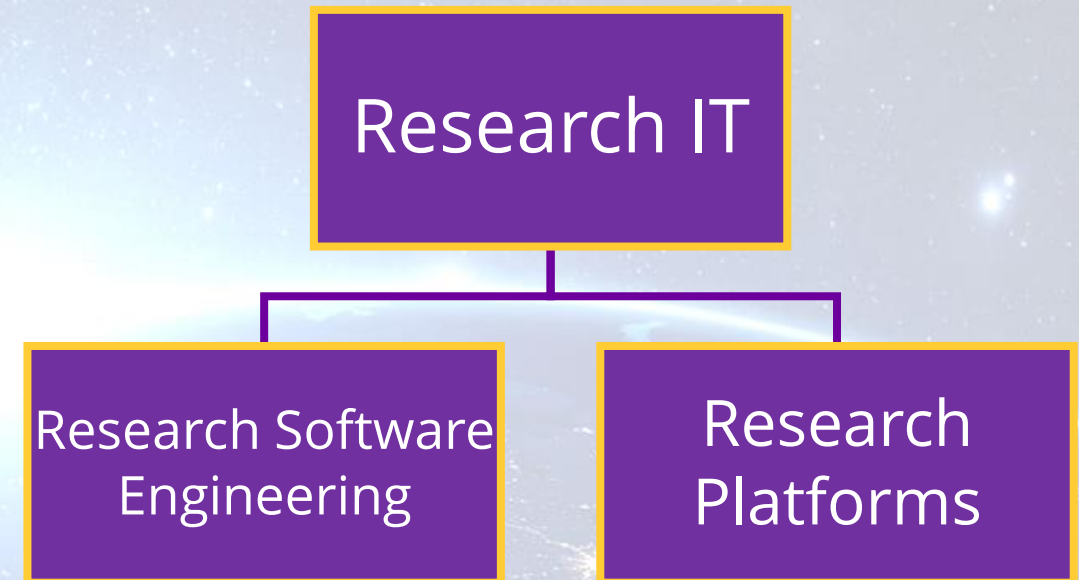 Research IT
Research Software
Engineering
Research
Platforms